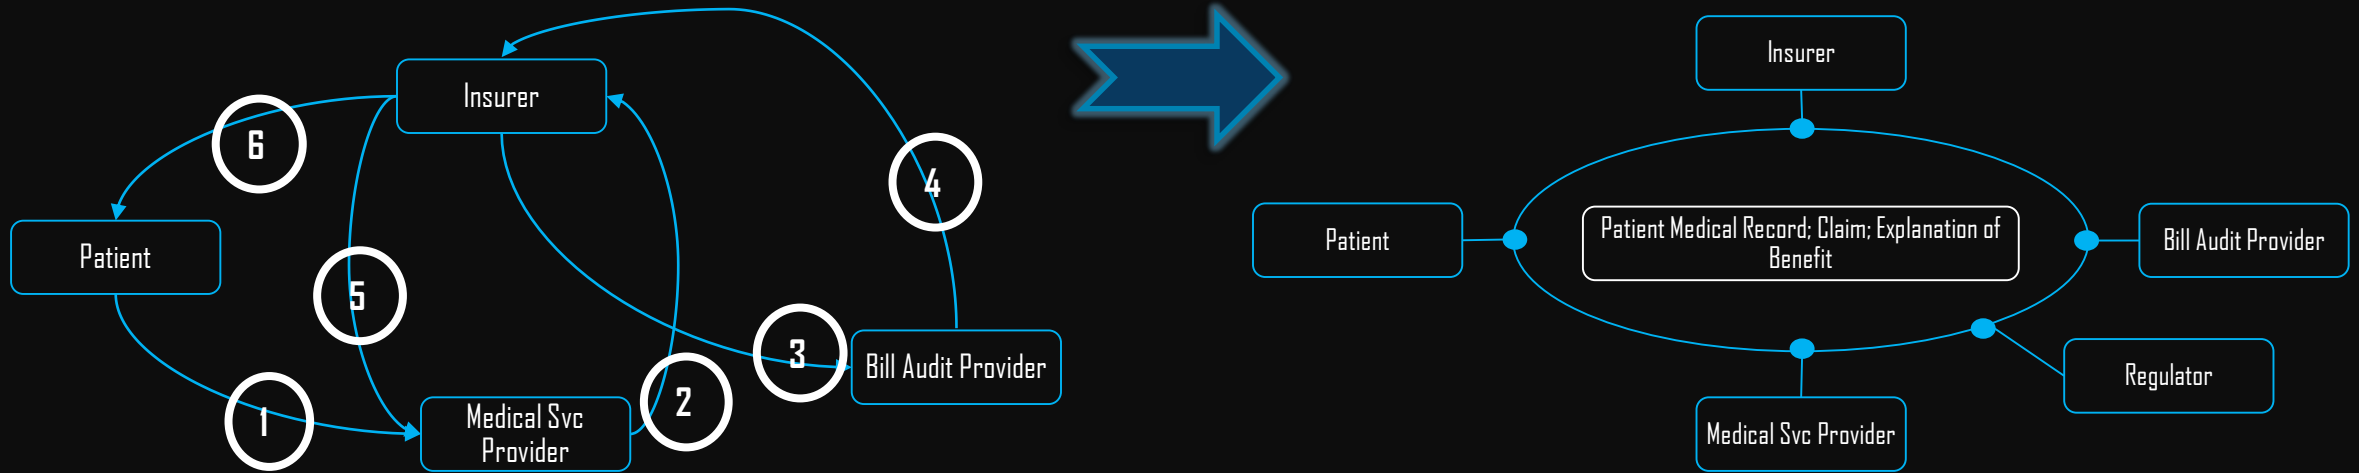 Insurer
6
4
Patient
5
3
Bill Audit Provider
2
1
Medical Svc
Provider
Insurer
Patient
Patient Medical Record; Claim; Explanation of
Benefit
Bill Audit Provider
Regulator
Medical Svc Provider